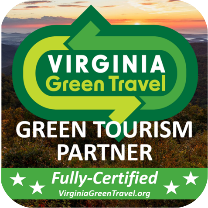 VIRGINIA
Green Travel
GREEN TOURISM
PARTNER
Fully-Certified
VirginiaGreenTravel.org